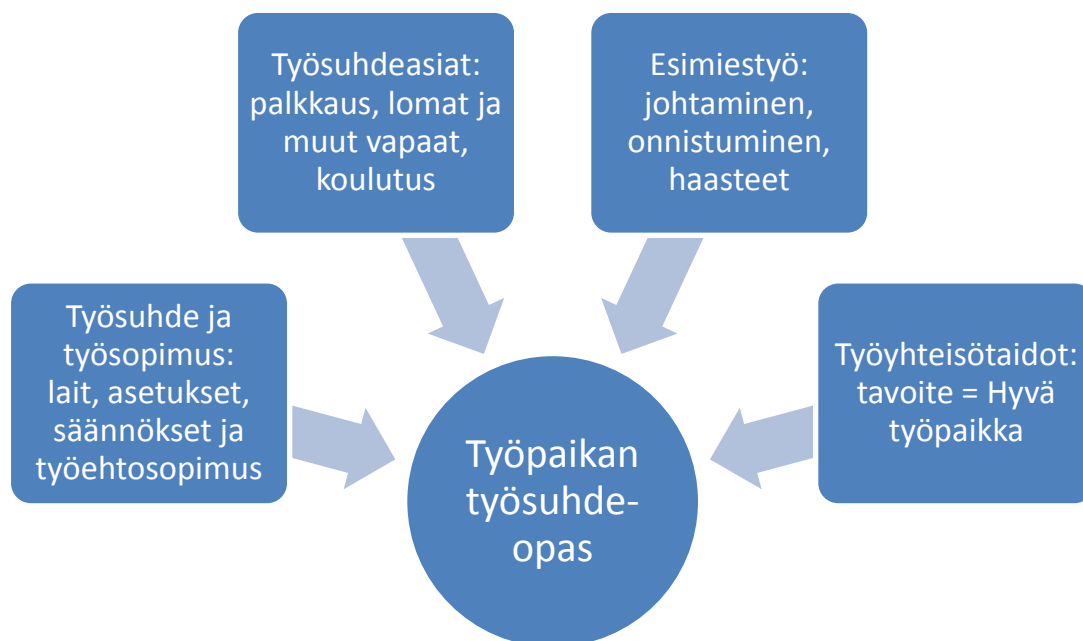 Työsuhdeasiat:
palkkaus, lomat ja
muut vapaat,
koulutus
Esimiestyö:
johtaminen,
onnistuminen,
haasteet
Työsuhde ja
työsopimus:
lait, asetukset,
säännökset ja
työehtosopimus
Työyhteisötaidot:
tavoite = Hyvä
työpaikka
Työpaikan
työsuhde-
opas